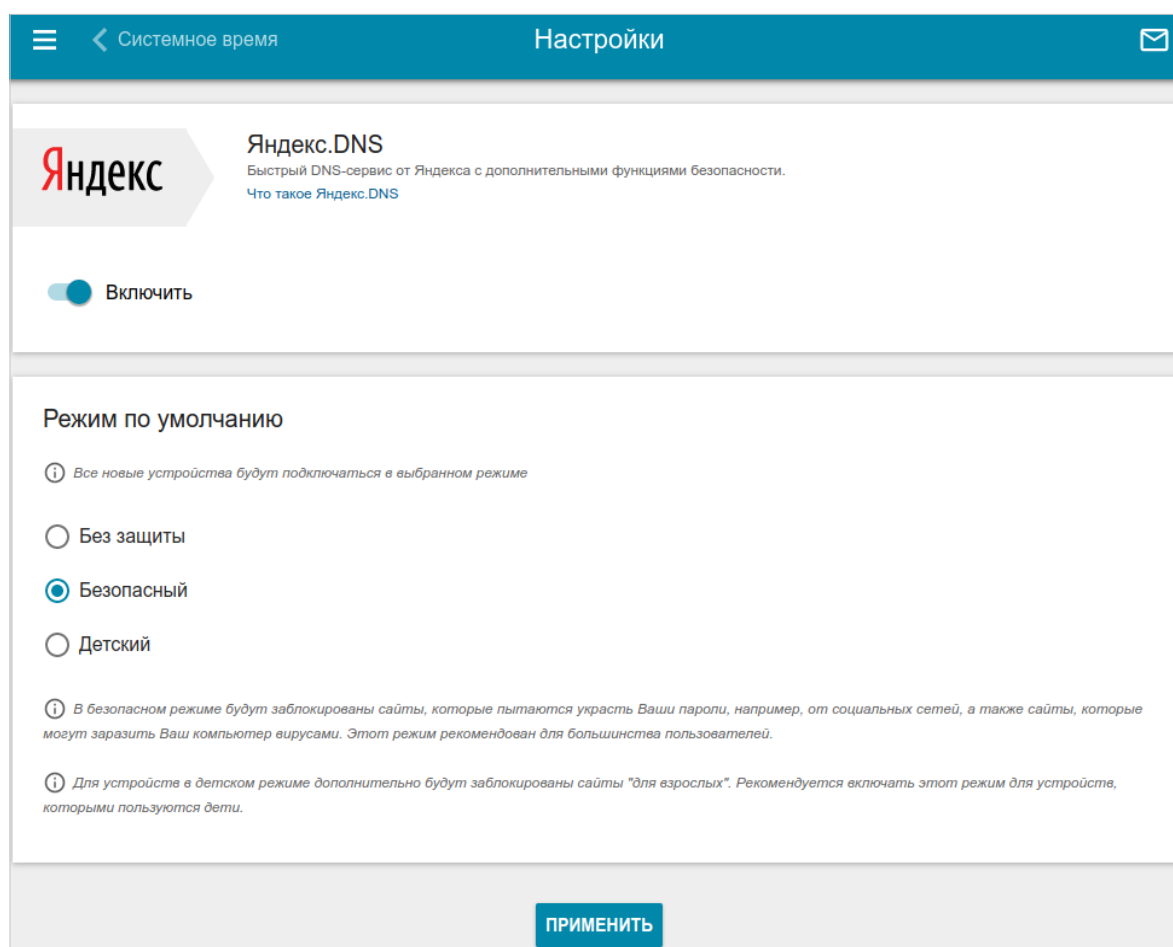 Системное время
Настройки
Яндекс
Яндекс.DNS
Быстрый DNS-сервис от Яндекса с дополнительными функциями безопасности.
Что такое Яндекс.DNS
Включить
Режим по умолчанию
Все новые устройства будут подключаться в выбранном режиме
Без защиты
Безопасный
Детский
В безопасном режиме будут заблокированы сайты, которые пытаются украсть Ваши пароли, например, от социальных сетей, а также сайты, которые
могут заразить Ваш компьютер вирусами. Этот режим рекомендован для большинства пользователей.
Для устройств в детском режиме дополнительно будут заблокированы сайты "для взрослых". Рекомендуется включать этот режим для устройств,
которыми пользуются дети.
ПРИМЕНИТЬ